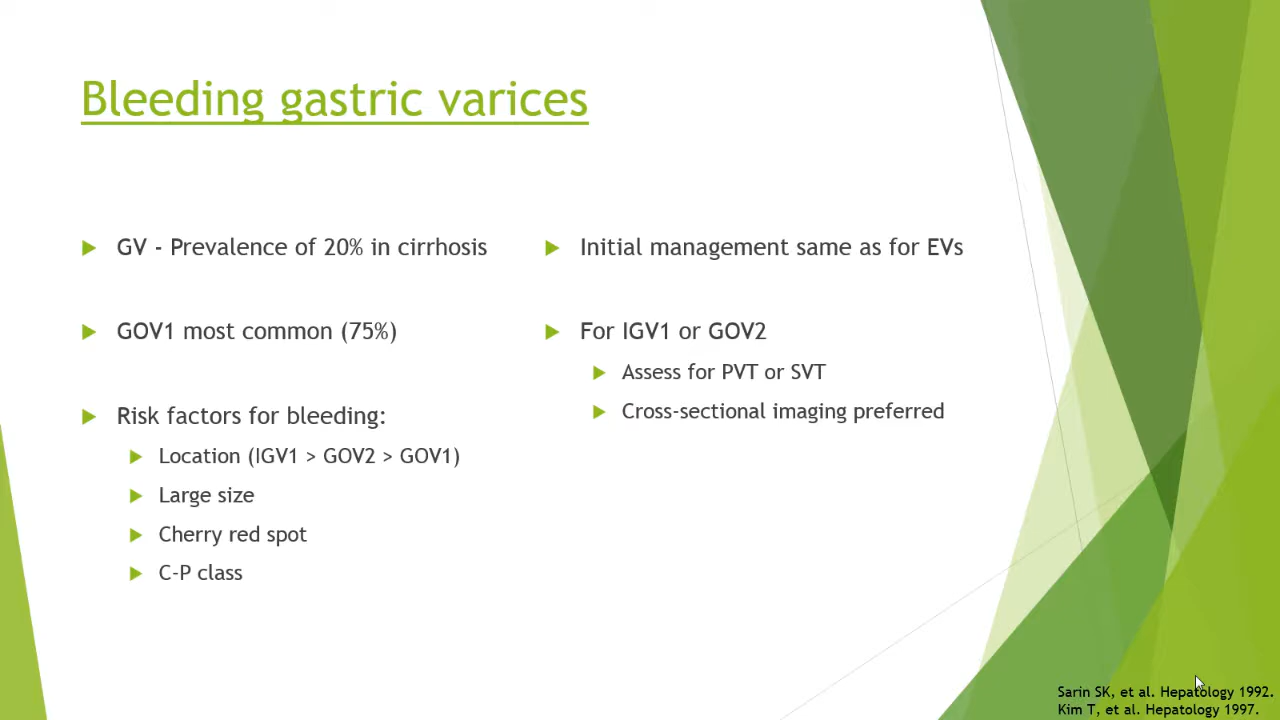 Bleeding gastric varices
GV - Prevalence of 20% in cirrhosis
GOV1 most common (75%)
Risk factors for bleeding:
Location (IGV1 > GOV2 > GOV1)
Large size
Cherry red spot
C-P class
Initial management same as for EVs
For IGV1 or GOV2
Assess for PVT or SVT
Cross-sectional imaging preferred
Sarin SK, et al. Hepatology 1992.
Kim T, et al. Hepatology 1997.